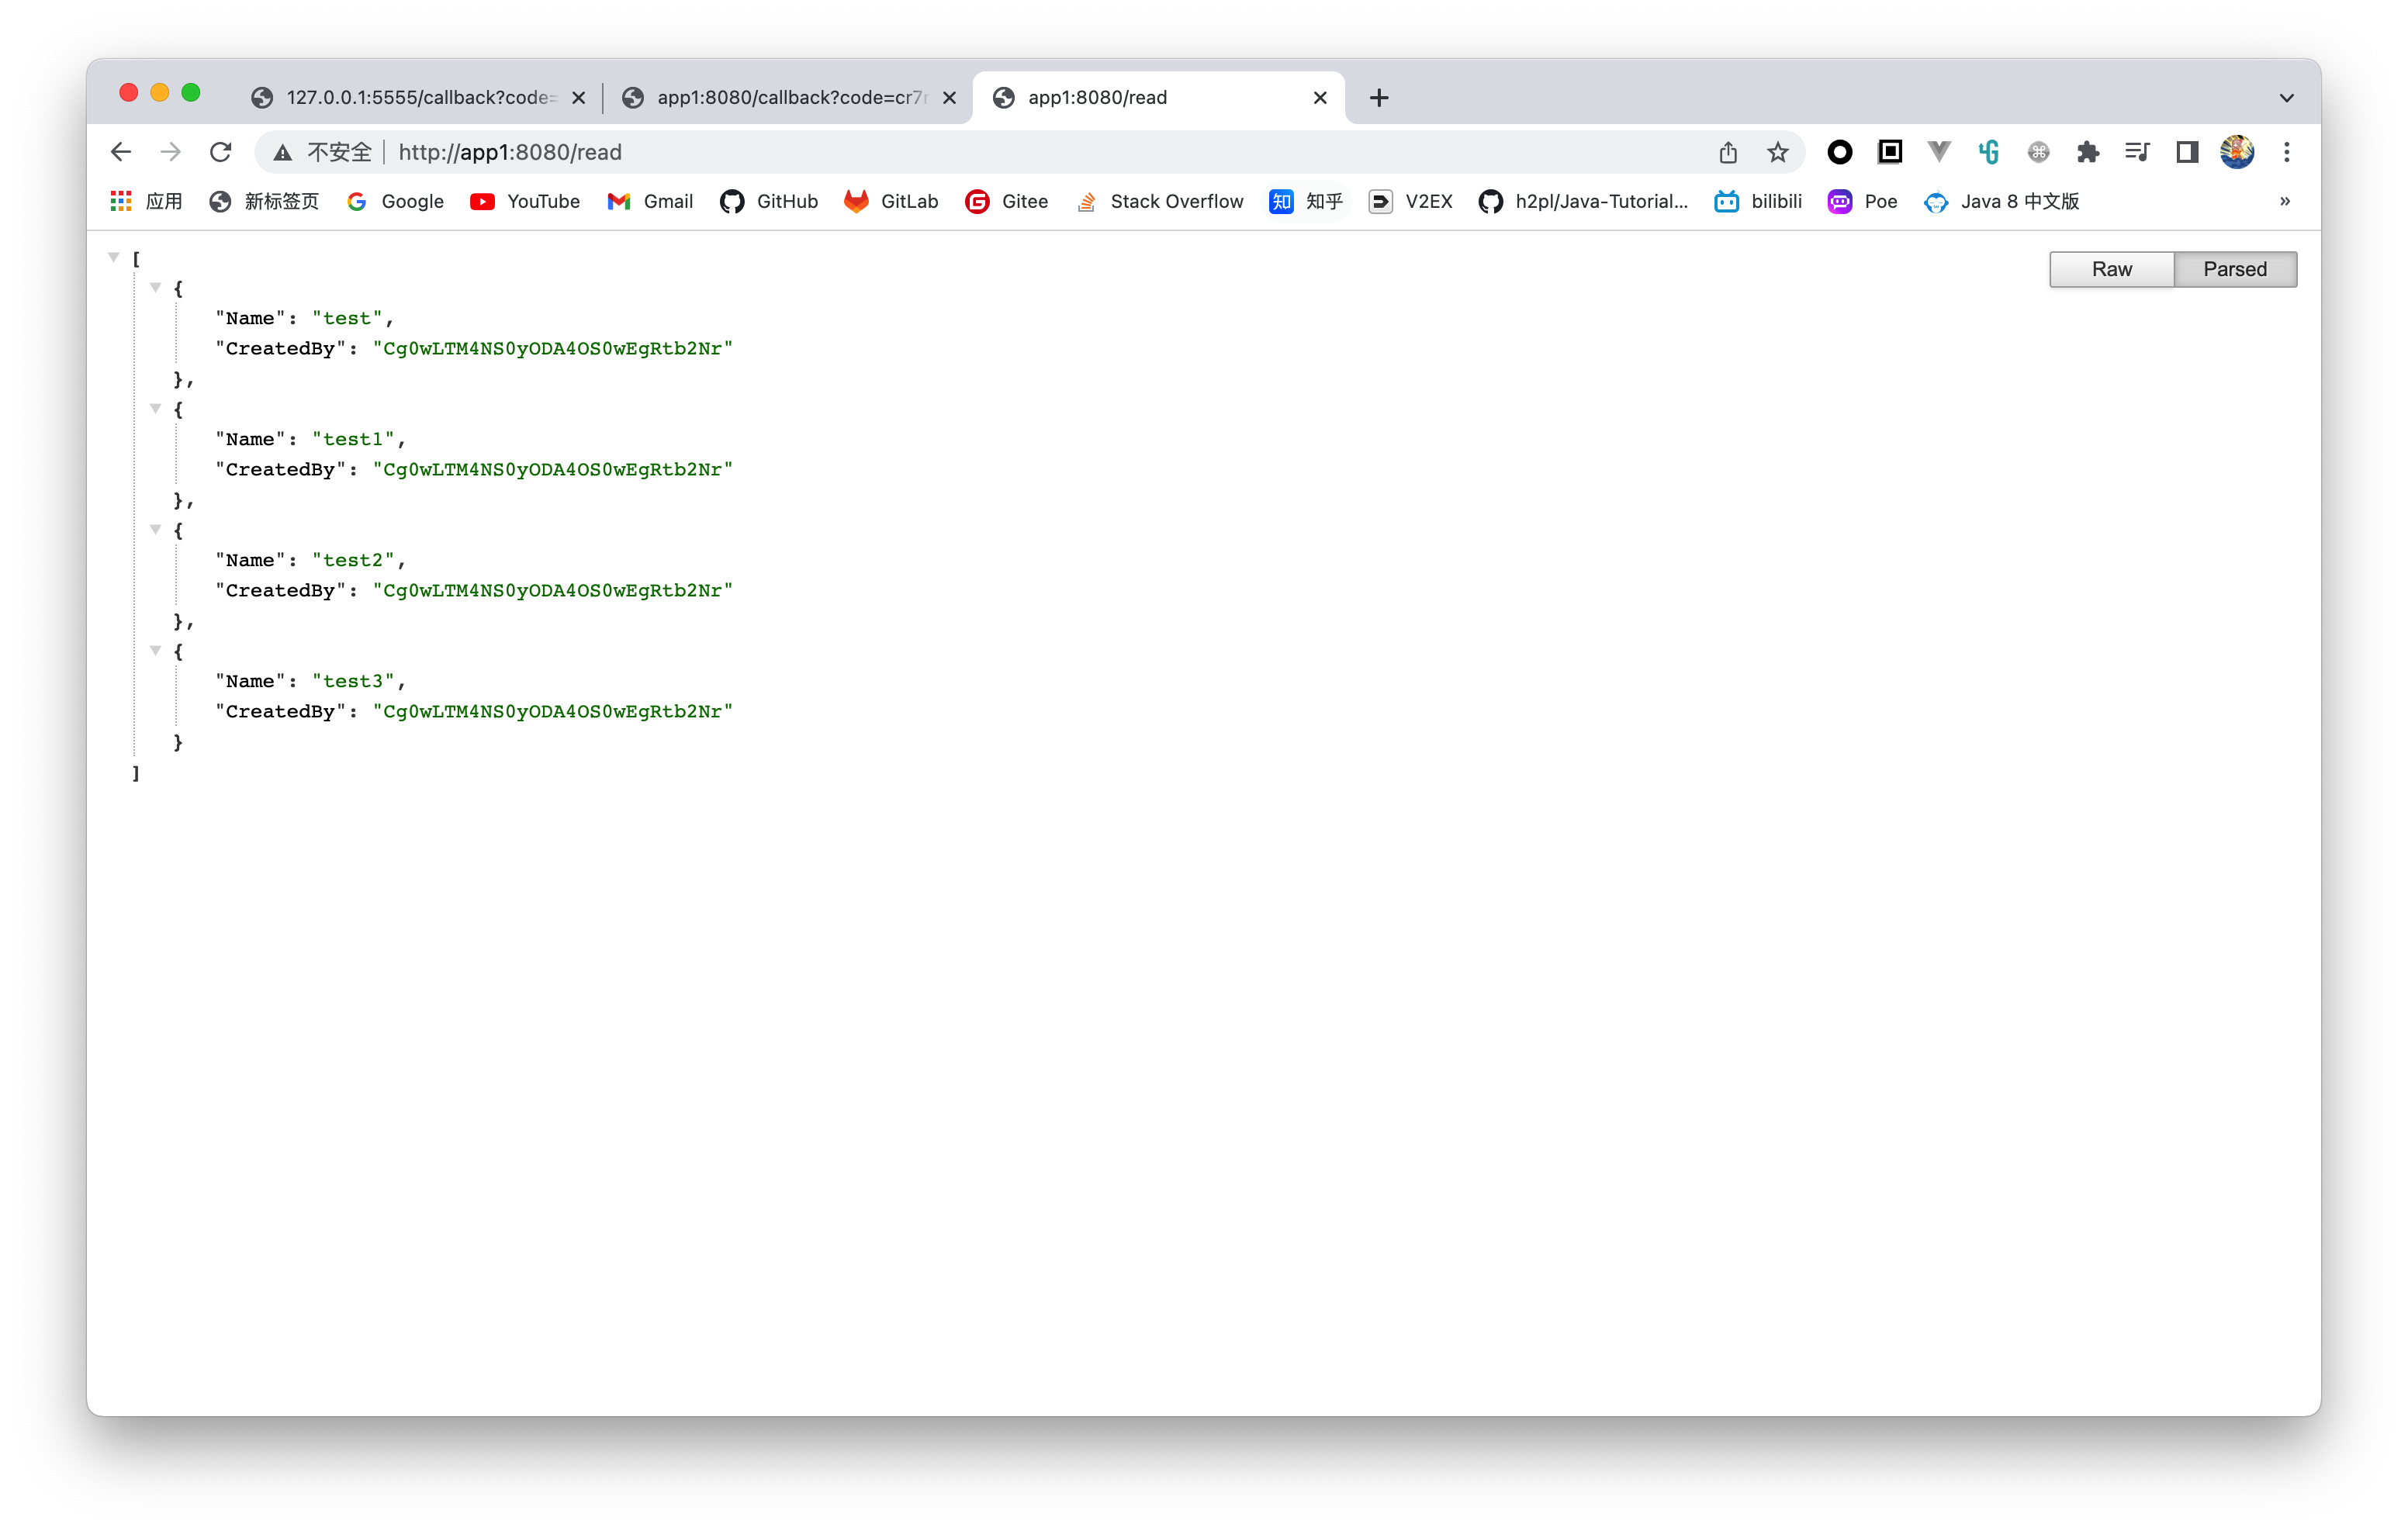 127.0.0.1:5555/callback?code=
app1:8080/callback?code=cr7r
app1:8080/read
不安全 http://app1:8080/read
应用 新标签页 Google YouTube Gmail GitHub GitLab Gitee Stack Overflow 知乎 V2EX h2pl/Java-Tutorial... bilibili Poe Java 8 中文版 »
Raw Parsed
[
{
"Name": "test",
"CreatedBy": "Cg0wLTM4NS0yODA4OS0wEgRtb2Nr"
},
{
"Name": "test1",
"CreatedBy": "Cg0wLTM4NS0yODA4OS0wEgRtb2Nr"
},
{
"Name": "test2",
"CreatedBy": "Cg0wLTM4NS0yODA4OS0wEgRtb2Nr"
},
{
"Name": "test3",
"CreatedBy": "Cg0wLTM4NS0yODA4OS0wEgRtb2Nr"
}
]